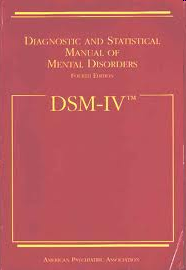 DIAGNOSTIC AND STATISTICAL
MANUAL OF
MENTAL DISORDERS
FOURTH EDITION
DSM-IV™
AMERICAN PSYCHIATRIC ASSOCIATION